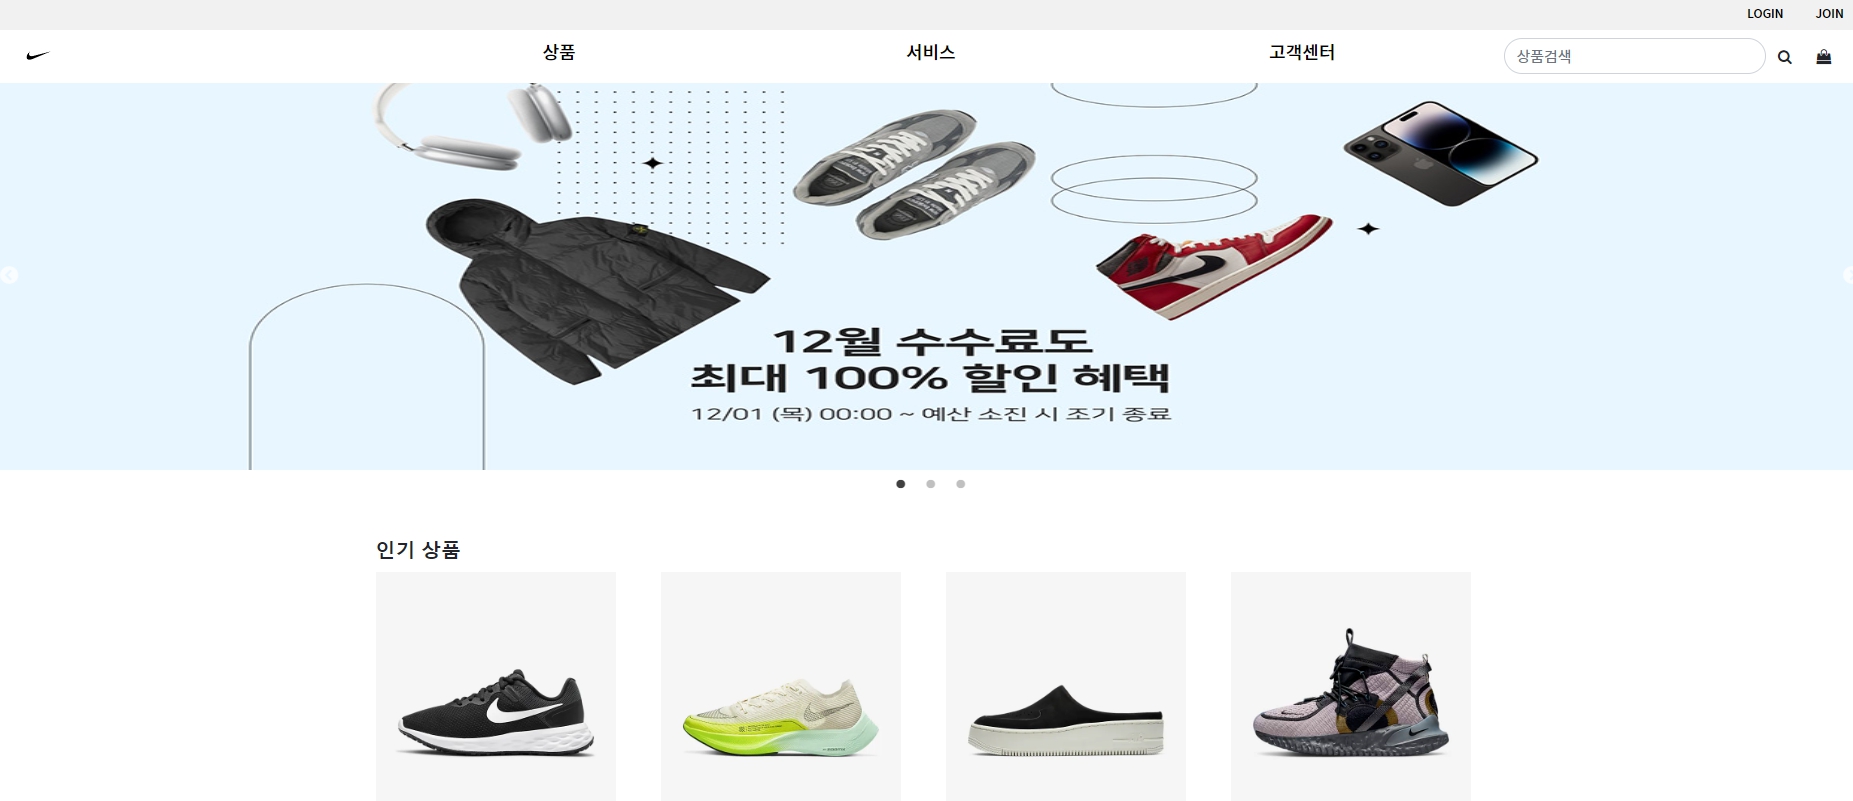 LOGIN
JOIN
상품
서비스
고객센터
상품검색
12월 수수료도
최대 100% 할인 혜택
12/01 (목) 00:00 ~ 예산 소진 시 조기 종료
인기 상품